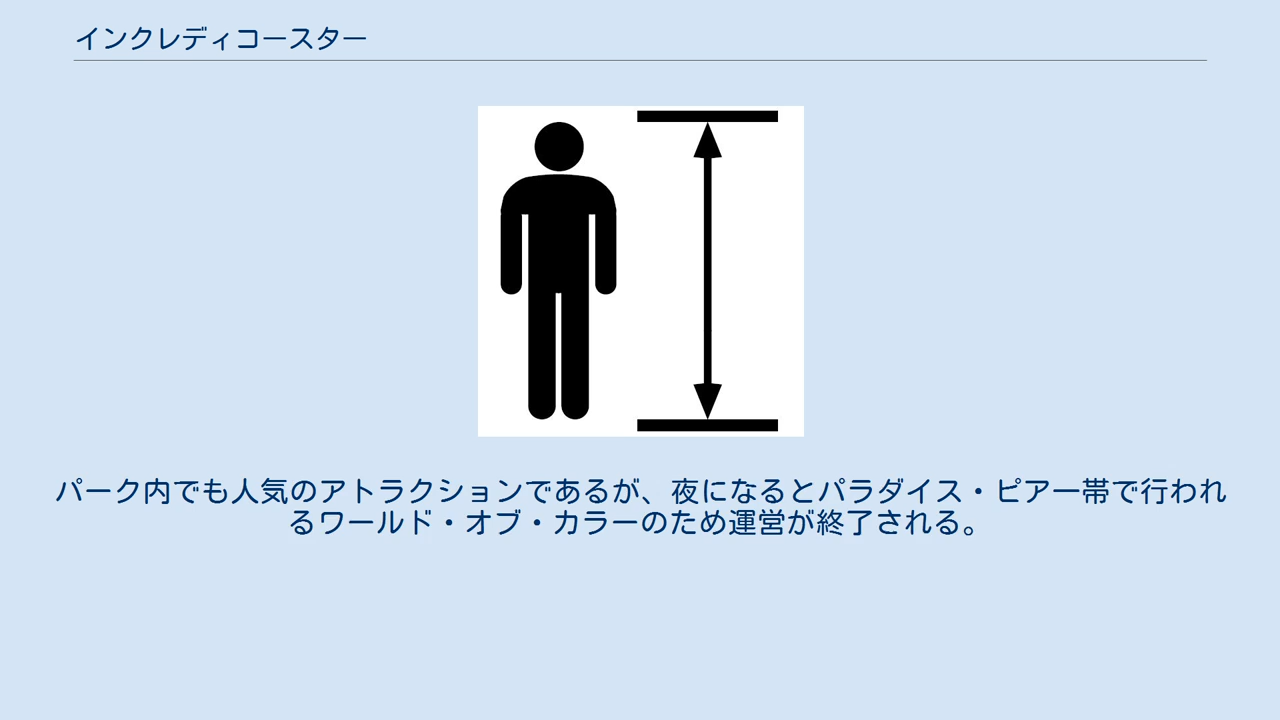 インクレディコースター
パーク内でも人気のアトラクションであるが、夜になるとパラダイス・ピアー帯で行われ
るワールド・オブ・カラーのため運営が終了される。